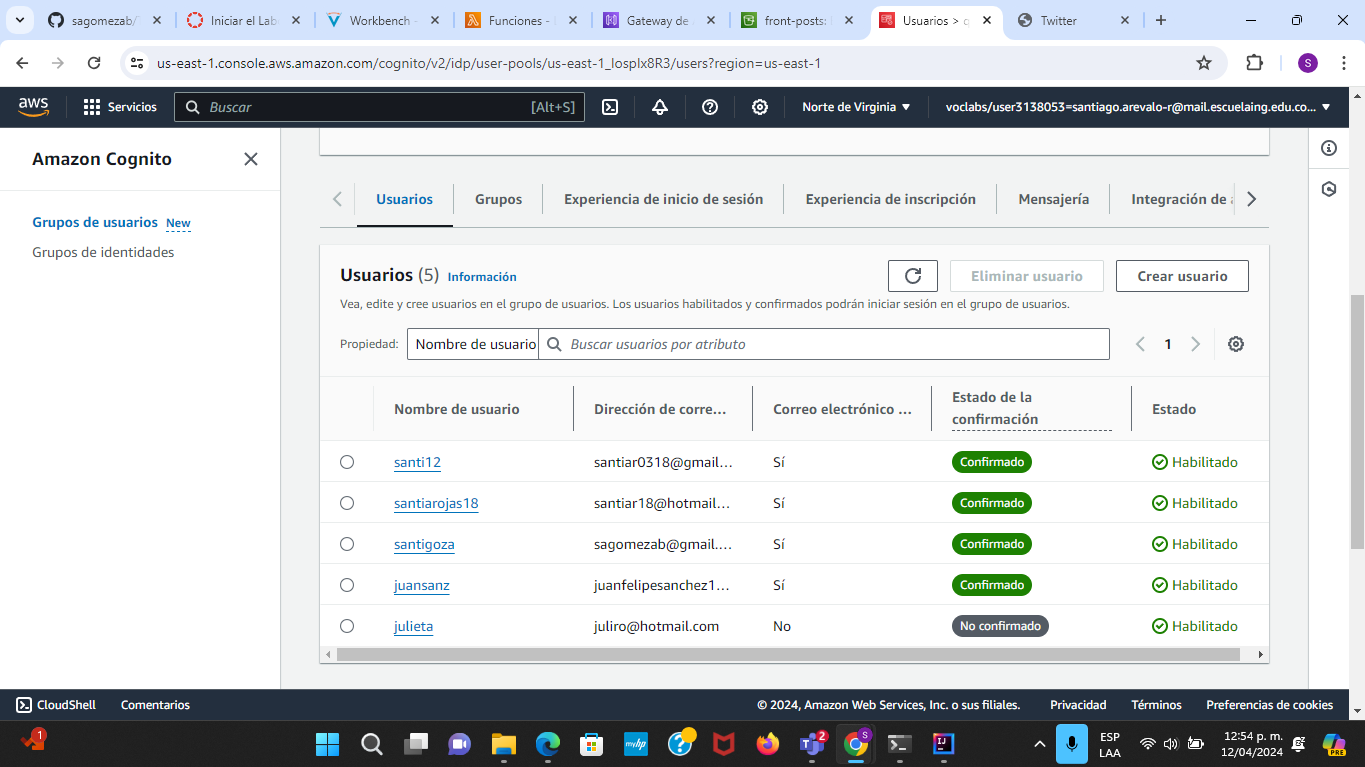 sagomezab/
Iniciar el Lab
Workbench -
Funciones -
Gateway de
front-posts
Usuarios >
Twitter
us-east-1.console.aws.amazon.com/cognito/v2/idp/user-pools/us-east-1_losplx8R3/users?region=us-east-1
S
aws
Servicios
Buscar
[Alt+S]
Norte de Virginia
voclabs/user3138053=santiago.arevalo-r@mail.escuelaing.edu.co...
Amazon Cognito
Grupos de usuarios New
Grupos de identidades
Usuarios
Grupos
Experiencia de inicio de sesión
Experiencia de inscripción
Mensajería
Integración de
Usuarios (5) Información
Eliminar usuario
Crear usuario
Vea, edite y cree usuarios en el grupo de usuarios. Los usuarios habilitados y confirmados podrán iniciar sesión en el grupo de usuarios.
Propiedad:
Nombre de usuario
Buscar usuarios por atributo
1
Nombre de usuario
Dirección de corre...
Correo electrónico ...
Estado de la
confirmación
Estado
santi12 santiar0318@gmail... Sí Confirmado Habilitado
santiarojas18 santiar18@hotmail... Sí Confirmado Habilitado
santigoza sagomezab@gmail.... Sí Confirmado Habilitado
juansanz juanfelipesanchez1... Sí Confirmado Habilitado
julieta juliro@hotmail.com No No confirmado Habilitado
CloudShell
Comentarios
© 2024, Amazon Web Services, Inc. o sus filiales.
Privacidad
Términos
Preferencias de cookies
1
myhp
2
S
ESP
LAA
12:54 p. m.
12/04/2024
PRE